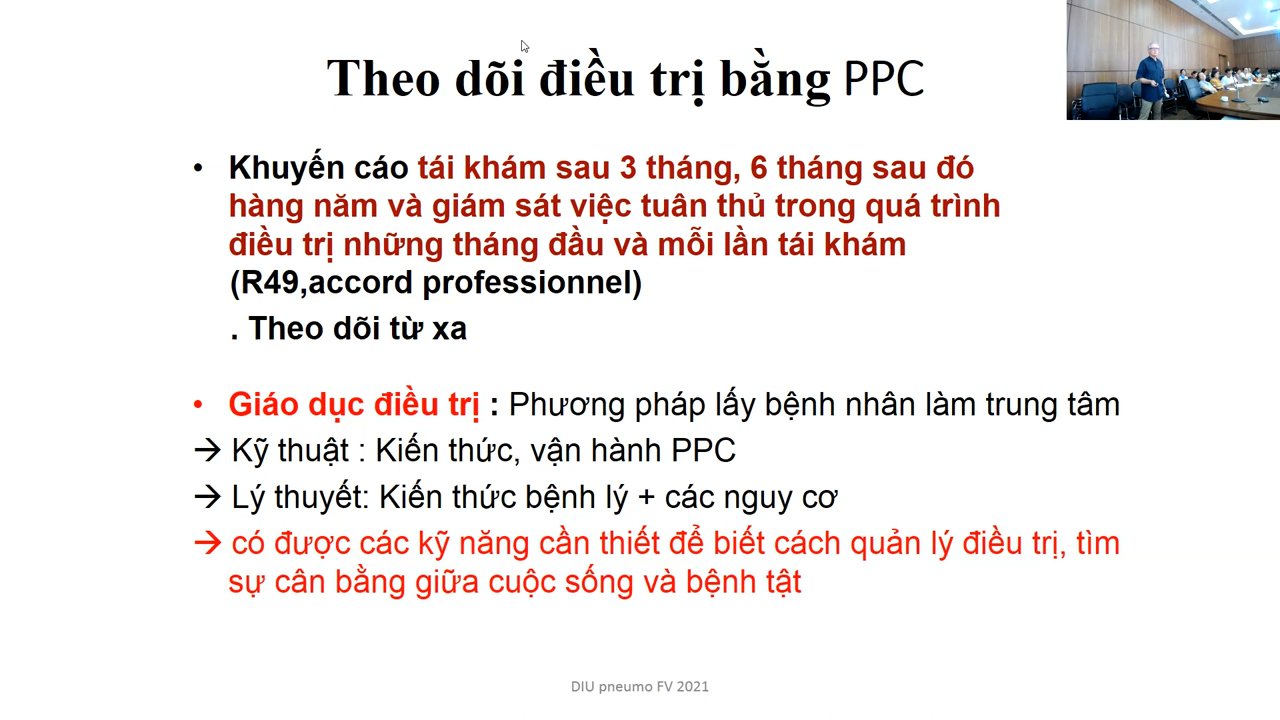 Theo dõi điều trị bằng PPC
• Khuyến cáo tái khám sau 3 tháng, 6 tháng sau đó
hàng năm và giám sát việc tuân thủ trong quá trình
điều trị những tháng đầu và mỗi lần tái khám
(R49,accord professionnel)
. Theo dõi từ xa
• Giáo dục điều trị : Phương pháp lấy bệnh nhân làm trung tâm
→ Kỹ thuật : Kiến thức, vận hành PPC
→ Lý thuyết: Kiến thức bệnh lý + các nguy cơ
→ có được các kỹ năng cần thiết để biết cách quản lý điều trị, tìm
sự cân bằng giữa cuộc sống và bệnh tật
DIU pneumo FV 2021